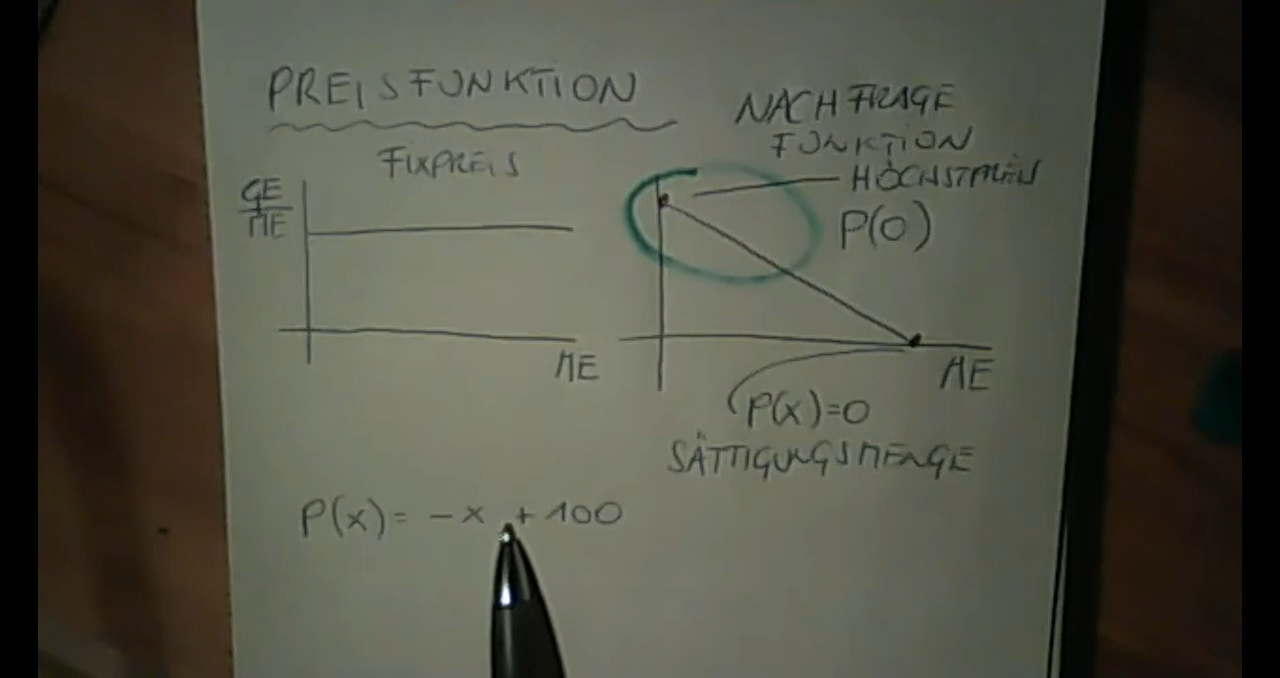 PREISFUNKTION
FIXPREIS
GE
ME
ME
NACHFRAGE
FUNKTION
HÖCHSTPREIS
P(0)
ME
P(x)=0
SÄTTIGUNGSMENGE
P(x)= -x +100